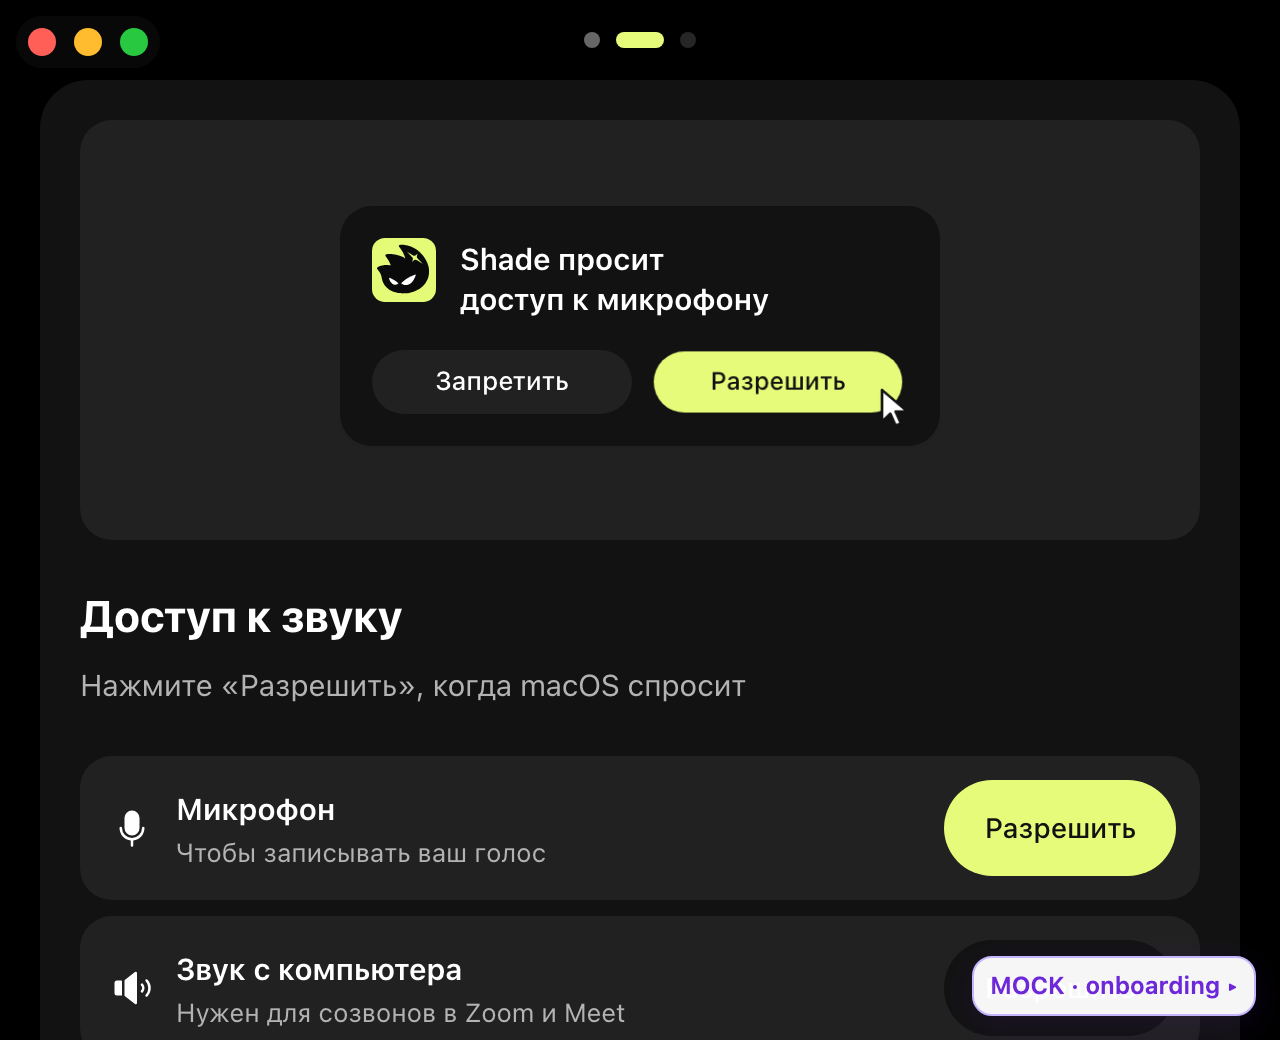 Shade просит
доступ к микрофону
Запретить
Разрешить
Доступ к звуку
Нажмите «Разрешить», когда macOS спросит
Микрофон
Чтобы записывать ваш голос
Разрешить
Звук с компьютера
Нужен для созвонов в Zoom и Meet
MOCK · onboarding ▸